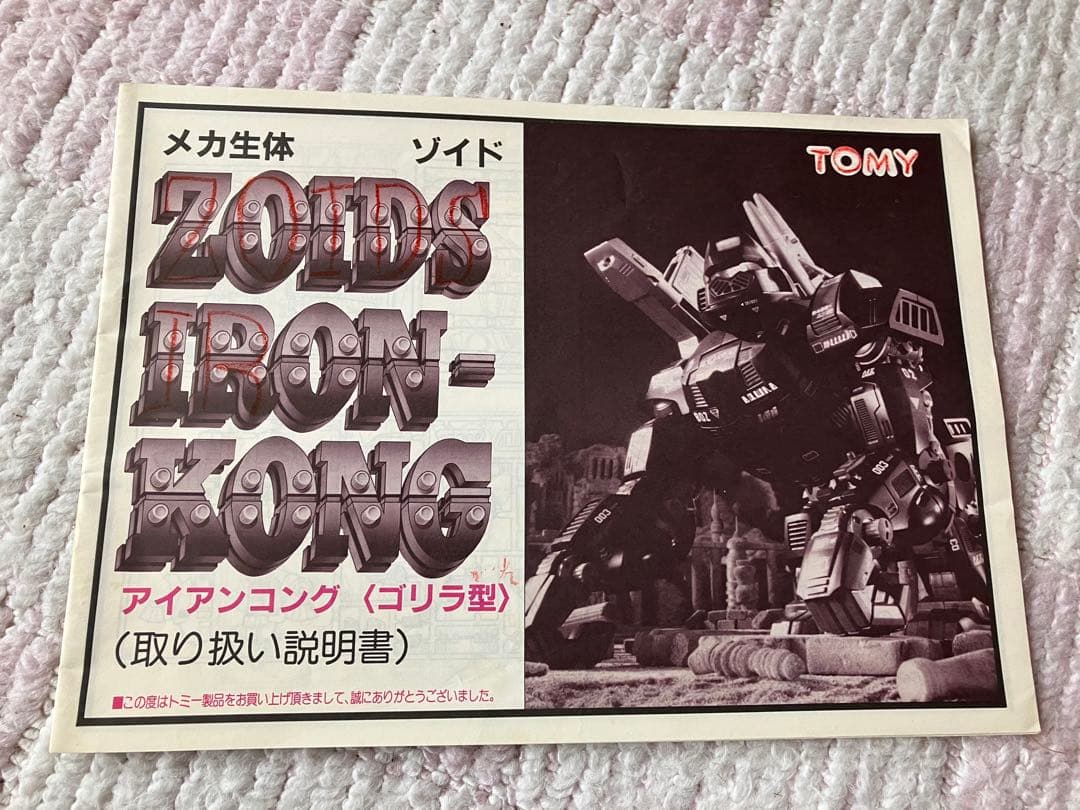 メカ生体 ゾイド
ZOIDS
IRON-
KONG
アイアンコング〈ゴリラ型〉
(取り扱い説明書)
■この度はトミー製品をお買い上げ頂きまして、誠にありがとうございました。
TOMY
002
003
003